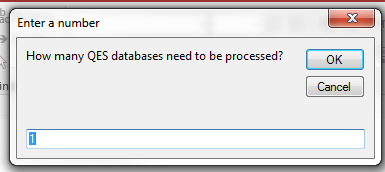 Enter a number
How many QES databases need to be processed?
OK
Cancel
1